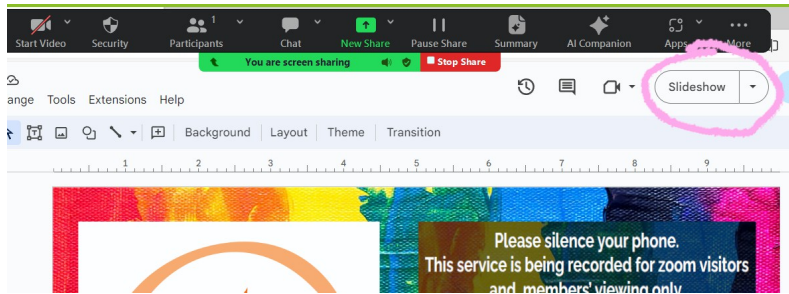 1
Start Video Security Participants Chat New Share Pause Share Summary AI Companion Apps More
You are screen sharing Stop Share
Slideshow
ange Tools Extensions Help
Background Layout Theme Transition
1 2 3 4 5 6 7 8 9
Please silence your phone.
This service is being recorded for zoom visitors
and members' viewing only